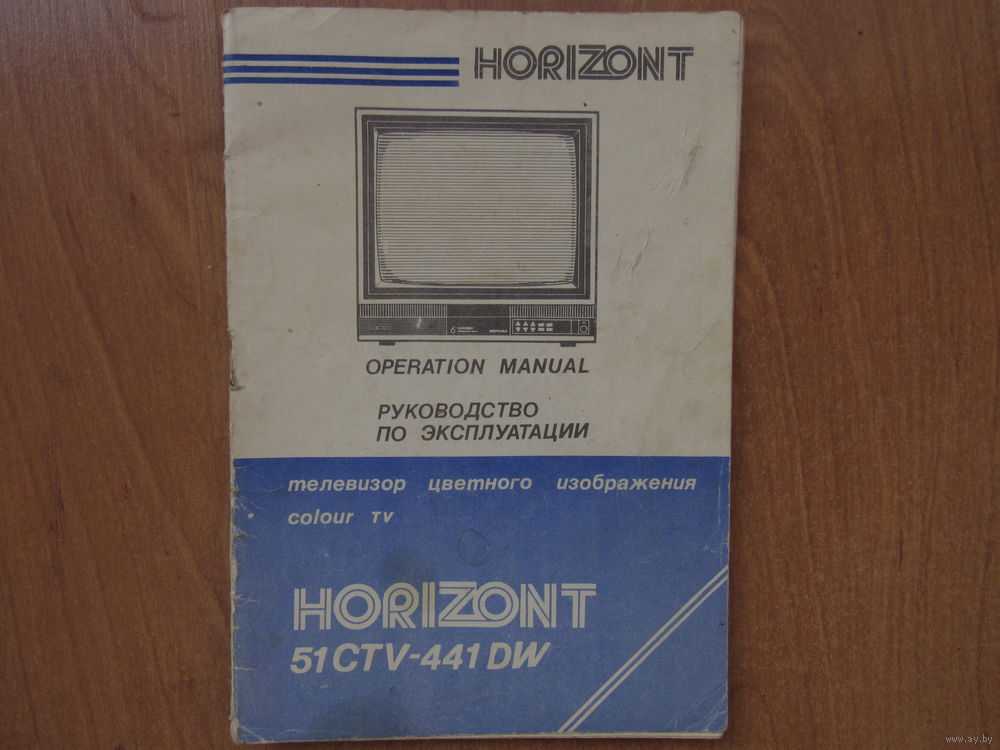 HORIZONT
OPERATION MANUAL
РУКОВОДСТВО
ПО ЭКСПЛУАТАЦИИ
телевизор цветного изображения
colour TV
HORIZONT
51CTV-441DW
www.ay.by